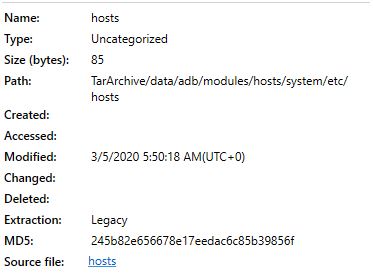 Name: hosts
Type: Uncategorized
Size (bytes): 85
Path: TarArchive/data/adb/modules/hosts/system/etc/
hosts
Created:
Accessed:
Modified: 3/5/2020 5:50:18 AM(UTC+0)
Changed:
Deleted:
Extraction: Legacy
MD5: 245b82e656678e17eedac6c85b39856f
Source file: hosts